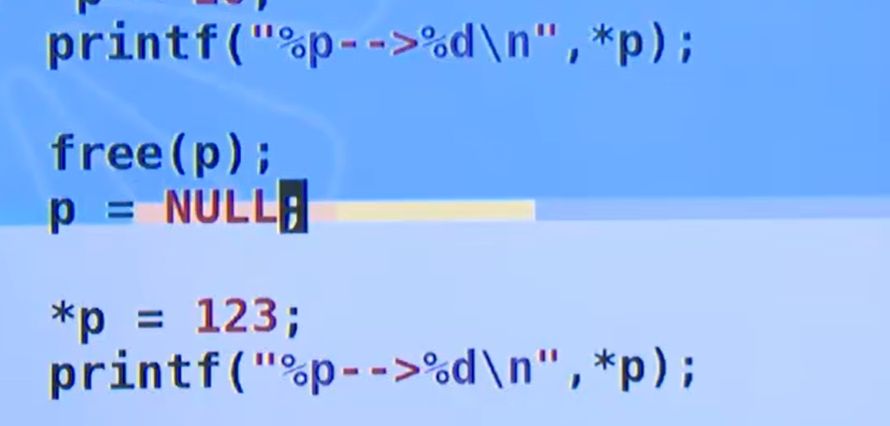 printf("%p-->%d\n",*p);
free(p);
p = NULL;
*p = 123;
printf("%p-->%d\n",*p);